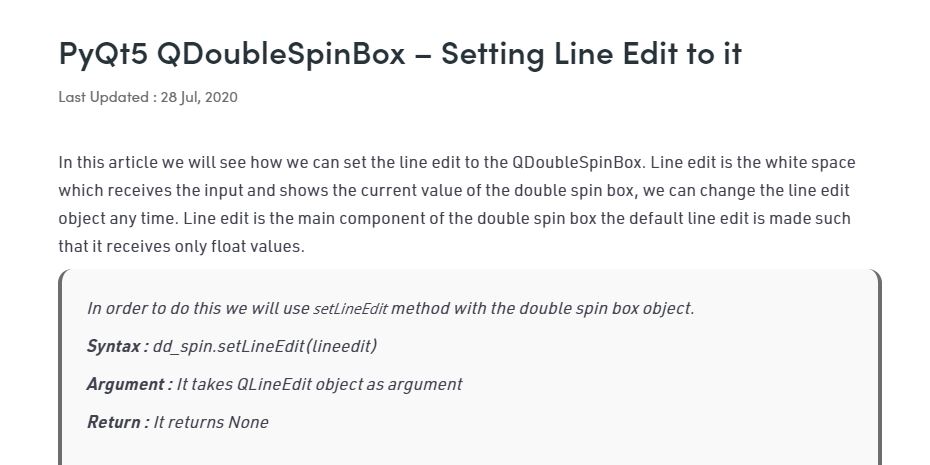 PyQt5 QDoubleSpinBox – Setting Line Edit to it
Last Updated : 28 Jul, 2020
In this article we will see how we can set the line edit to the QDoubleSpinBox. Line edit is the white space
which receives the input and shows the current value of the double spin box, we can change the line edit
object any time. Line edit is the main component of the double spin box the default line edit is made such
that it receives only float values.
In order to do this we will use setLineEdit method with the double spin box object.
Syntax : dd_spin.setLineEdit(lineedit)
Argument : It takes QLineEdit object as argument
Return : It returns None